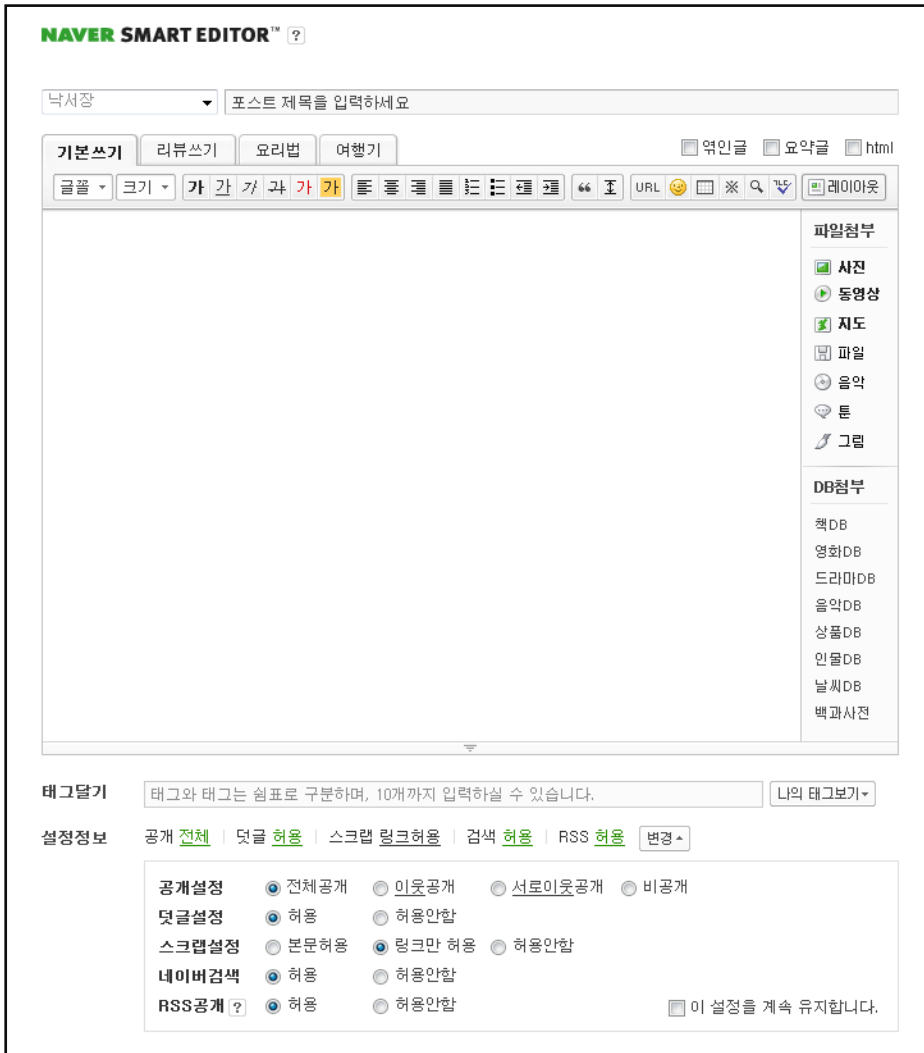 NAVER SMART EDITOR™ ?
낙서장 포스트 제목을 입력하세요
기본쓰기 리뷰쓰기 요리법 여행기 엮인글 요약글 html
글꼴 크기 가 가 가 가 가 가 URL 레이아웃
파일첨부
사진
동영상
지도
파일
음악
툰
그림
DB첨부
책DB
영화DB
드라마DB
음악DB
상품DB
인물DB
날씨DB
백과사전
태그달기 태그와 태그는 쉼표로 구분하며, 10개까지 입력하실 수 있습니다. 나의 태그보기
설정정보 공개 전체 | 덧글 허용 | 스크랩 링크허용 | 검색 허용 | RSS 허용 변경
공개설정 전체공개 이웃공개 서로이웃공개 비공개
덧글설정 허용 허용안함
스크랩설정 본문허용 링크만 허용 허용안함
네이버검색 허용 허용안함
RSS공개 ? 허용 허용안함 이 설정을 계속 유지합니다.